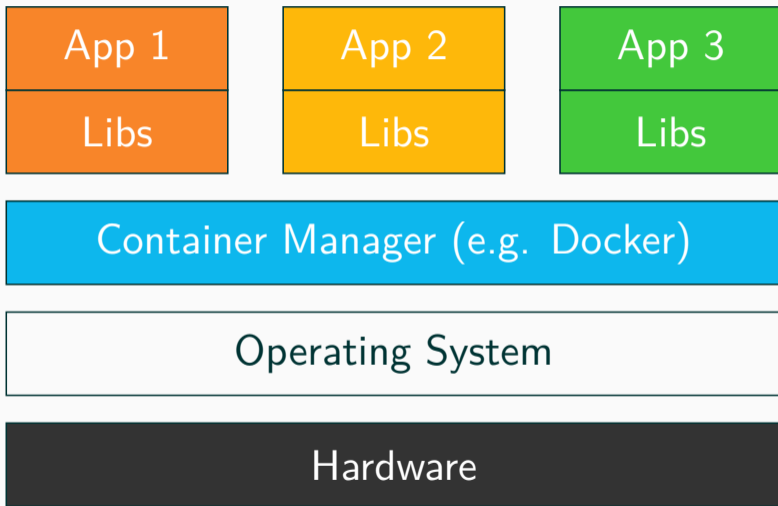 App 1
App 2
App 3
Libs
Libs
Libs
Container Manager (e.g. Docker)
Operating System
Hardware